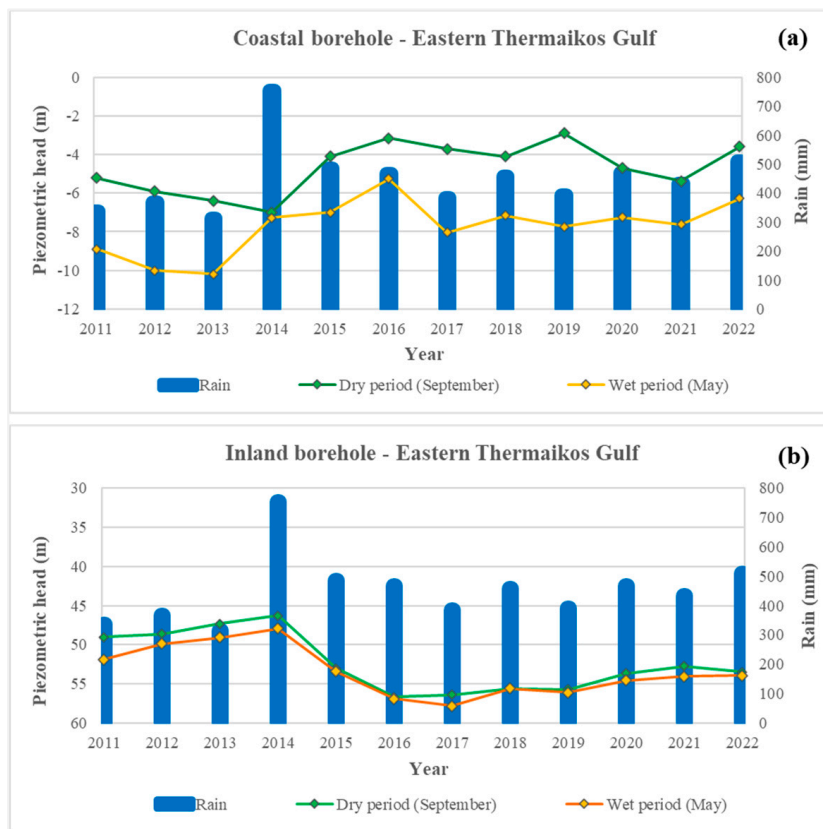 Coastal borehole - Eastern Thermaikos Gulf
(a)
Piezometric head (m)
0
-2
-4
-6
-8
-10
-12
800
700
600
500
400
300
200
100
0
Rain (mm)
2011 2012 2013 2014 2015 2016 2017 2018 2019 2020 2021 2022
Year
Rain Dry period (September) Wet period (May)
Inland borehole - Eastern Thermaikos Gulf
(b)
Piezometric head (m)
30
35
40
45
50
55
60
800
700
600
500
400
300
200
100
0
Rain (mm)
2011 2012 2013 2014 2015 2016 2017 2018 2019 2020 2021 2022
Year
Rain Dry period (September) Wet period (May)